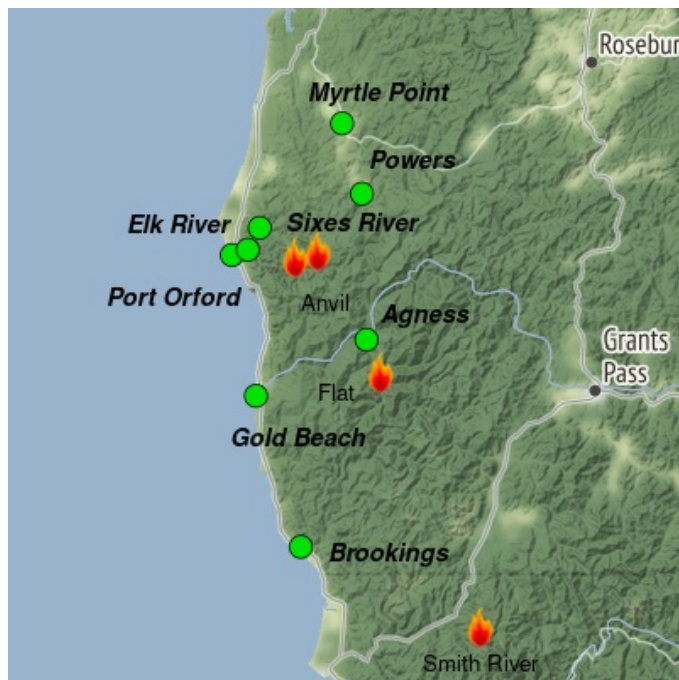 Rosebur
Myrtle Point
Powers
Elk River
Sixes River
Port Orford
Anvil
Agness
Grants
Pass
Flat
Gold Beach
Brookings
Smith River